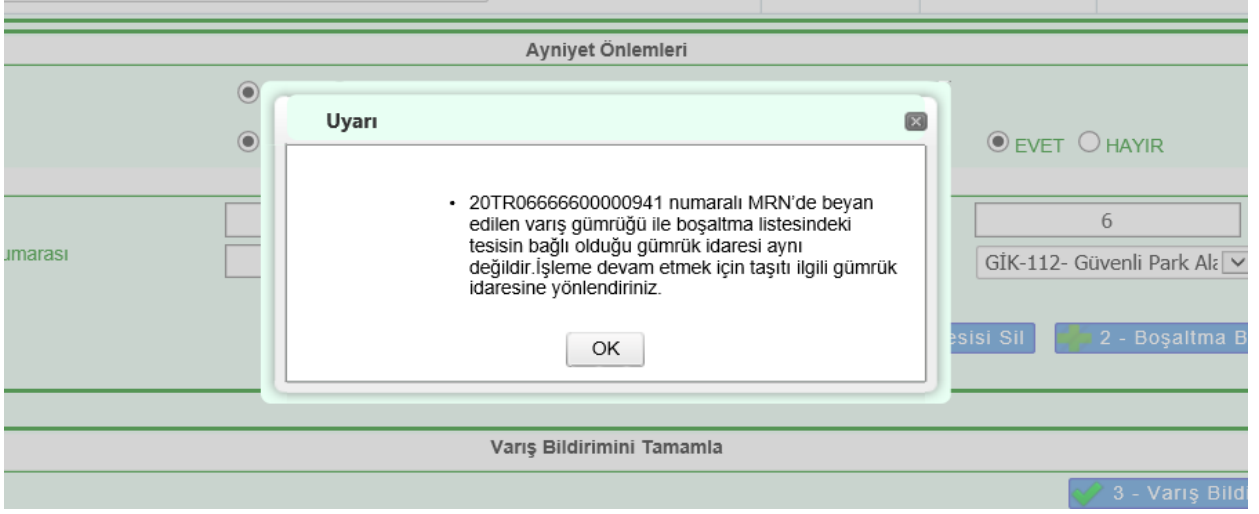 Ayniyet Önlemleri
Uyarı
EVET HAYIR
• 20TR06666600000941 numaralı MRN’de beyan
edilen varış gümrüğü ile boşaltma listesindeki
tesisin bağlı olduğu gümrük idaresi aynı
değildir.İşleme devam etmek için taşıtı ilgili gümrük
idaresine yönlendiriniz.
6
umarası
GİK-112- Güvenli Park Ala
OK
esisi Sil
2 - Boşaltma B
Varış Bildirimini Tamamla
3 - Varış Bildi